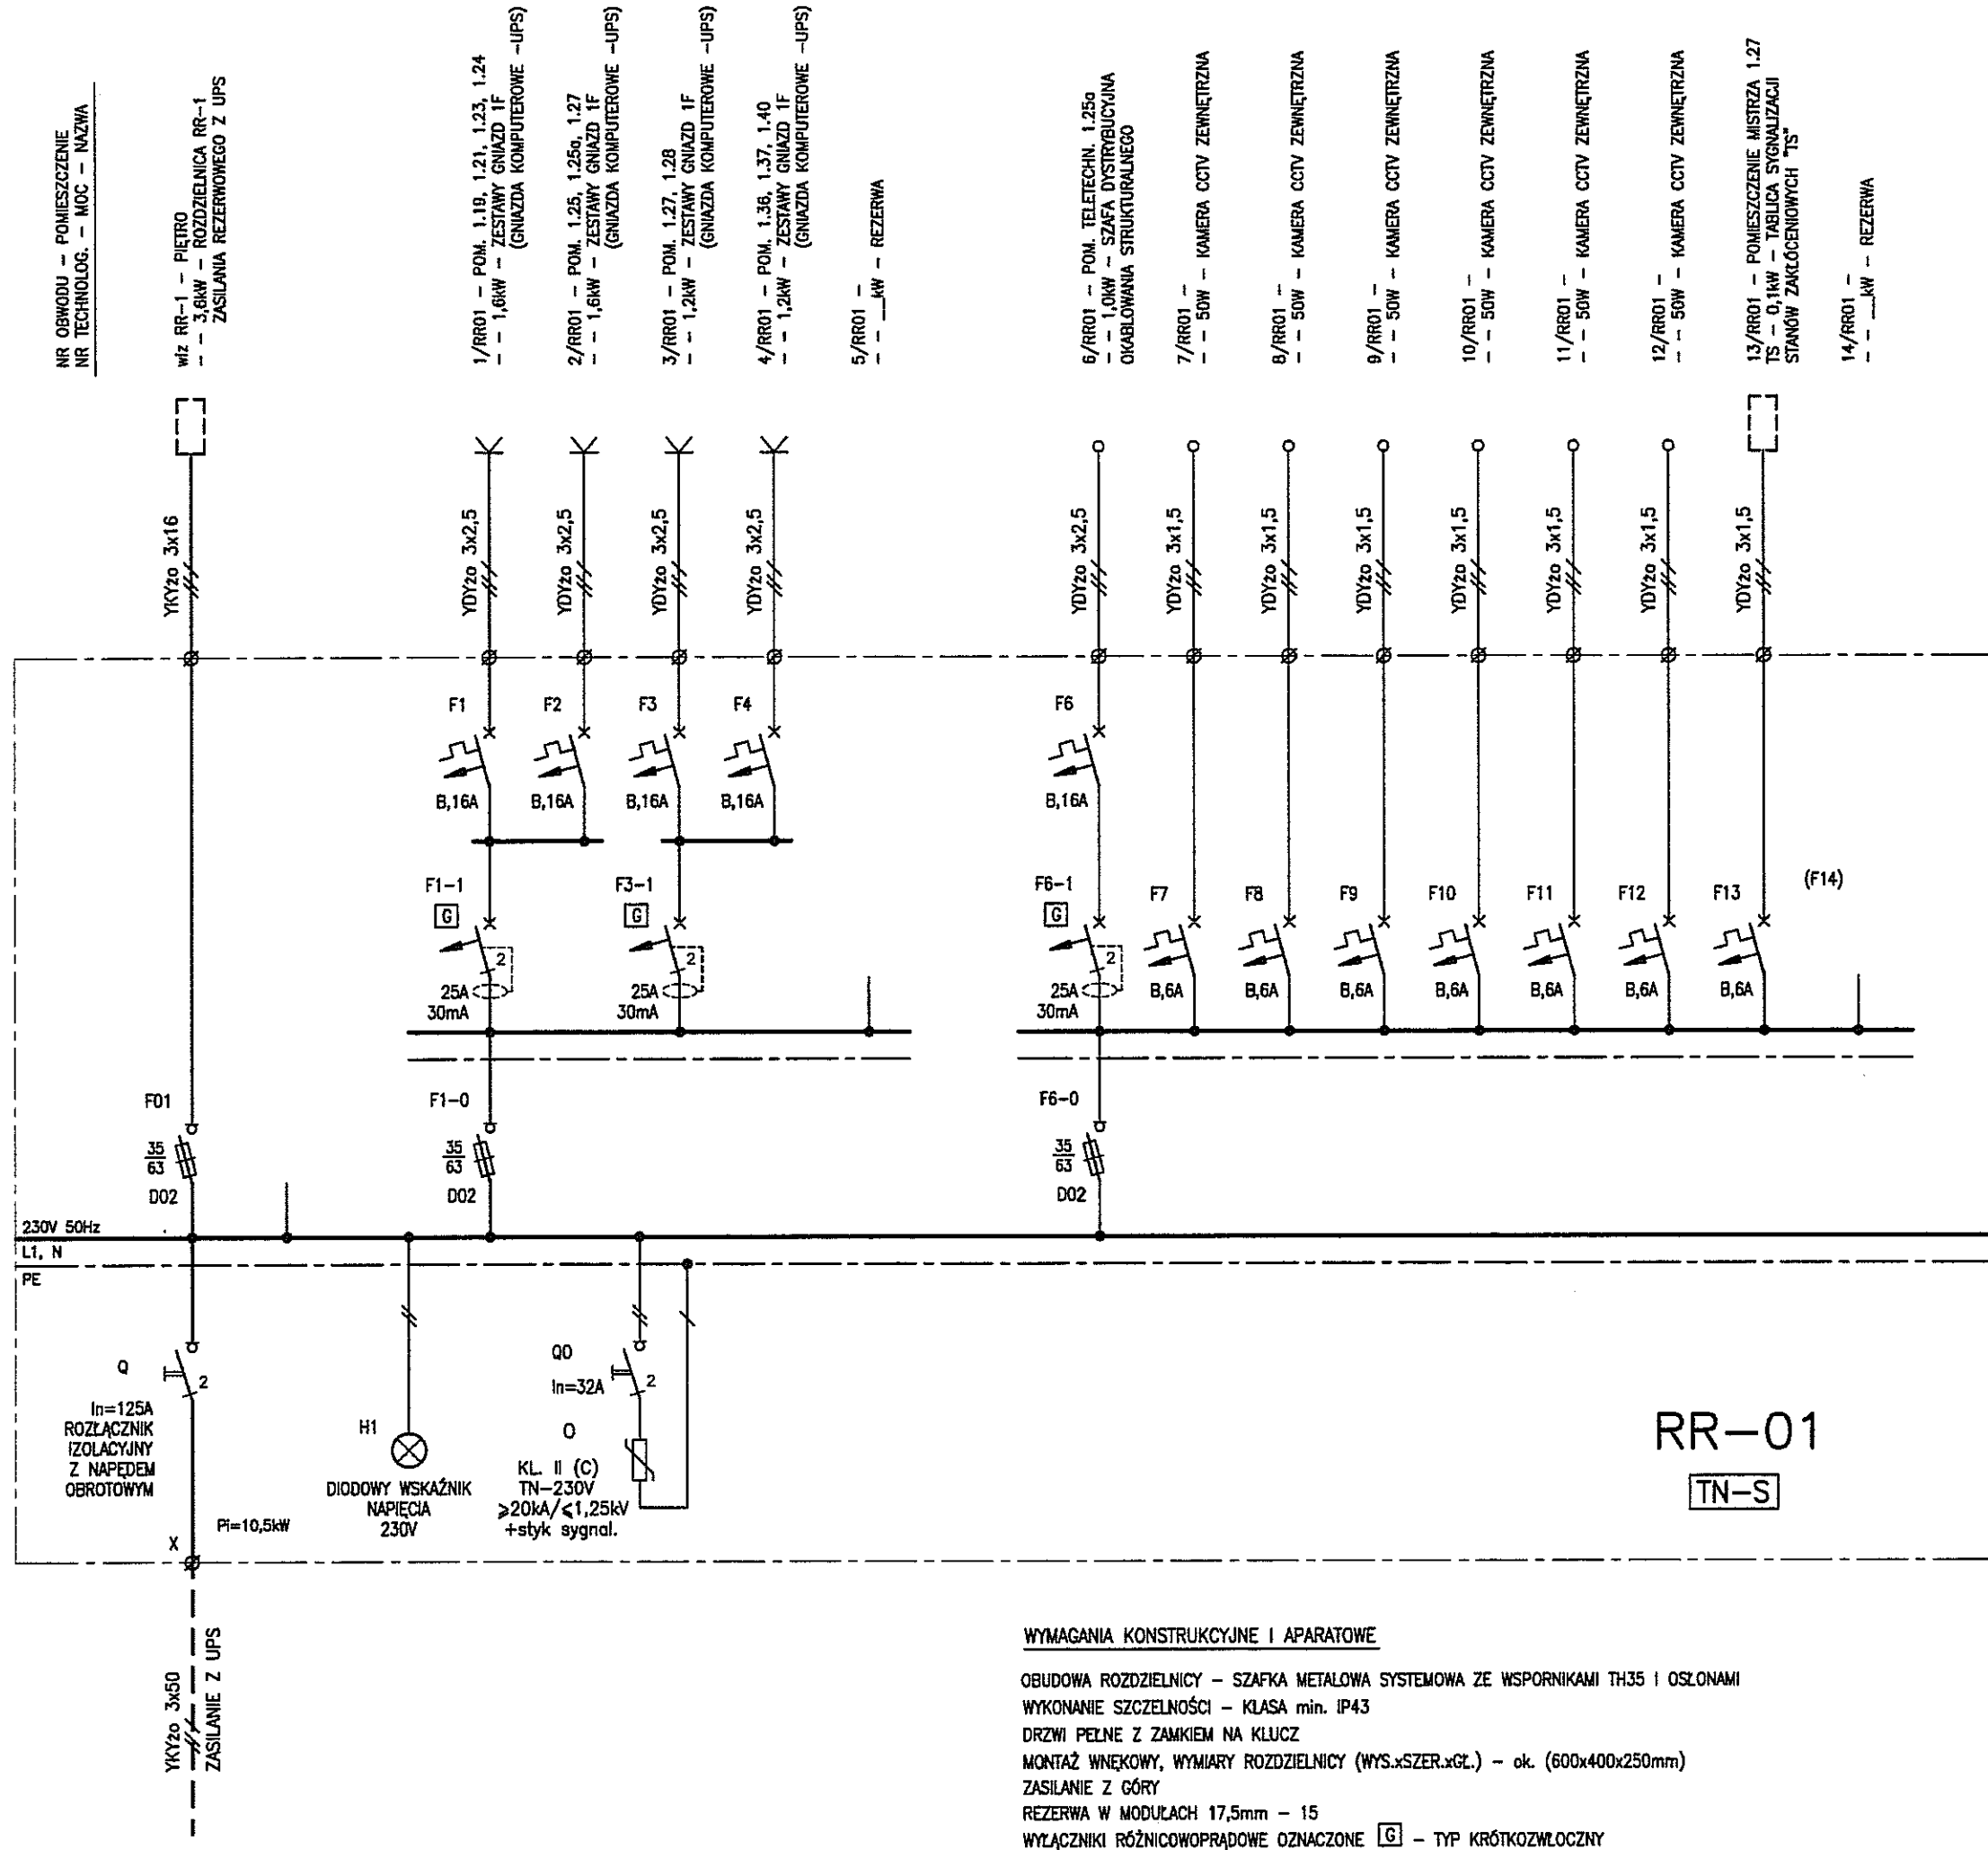 NR OBWODU – POMIESZCZENIE
NR TECHNOLOG. – MOC – NAZWA
wlz RR-1 – PIĘTRO
– – 3,6kW – ROZDZIELNICA RR-1
ZASILANIA REZERWOWEGO Z UPS
1/RR01 – POM. 1.19, 1.21, 1.23, 1.24
– – 1,6kW – ZESTAWY GNIAZD 1F
(GNIAZDA KOMPUTEROWE -UPS)
2/RR01 – POM. 1.25, 1.25a, 1.27
– – 1,6kW – ZESTAWY GNIAZD 1F
(GNIAZDA KOMPUTEROWE -UPS)
3/RR01 – POM. 1.27, 1.28
– – 1,2kW – ZESTAWY GNIAZD 1F
(GNIAZDA KOMPUTEROWE -UPS)
4/RR01 – POM. 1.36, 1.37, 1.40
– – 1,2kW – ZESTAWY GNIAZD 1F
(GNIAZDA KOMPUTEROWE -UPS)
5/RR01 –
– – __kW – REZERWA
6/RR01 – POM. TELETECHN. 1.25a
– – 1,0kW – SZAFA DYSTRYBUCYJNA
OKABLOWANIA STRUKTURALNEGO
7/RR01 –
– – 50W – KAMERA CCTV ZEWNĘTRZNA
8/RR01 –
– – 50W – KAMERA CCTV ZEWNĘTRZNA
9/RR01 –
– – 50W – KAMERA CCTV ZEWNĘTRZNA
10/RR01 –
– – 50W – KAMERA CCTV ZEWNĘTRZNA
11/RR01 –
– – 50W – KAMERA CCTV ZEWNĘTRZNA
12/RR01 –
– – 50W – KAMERA CCTV ZEWNĘTRZNA
13/RR01 – POMIESZCZENIE MISTRZA 1.27
TS – 0,1kW – TABLICA SYGNALIZACJI
STANÓW ZAKŁÓCENIOWYCH "TS"
14/RR01 –
– – __kW – REZERWA
YKYżo 3x16
YDYżo 3x2,5
YDYżo 3x2,5
YDYżo 3x2,5
YDYżo 3x2,5
YDYżo 3x2,5
YDYżo 3x1,5
YDYżo 3x1,5
YDYżo 3x1,5
YDYżo 3x1,5
YDYżo 3x1,5
YDYżo 3x1,5
YDYżo 3x1,5
F1 F2 F3 F4 F6
B,16A B,16A B,16A B,16A B,16A
F1-1 F3-1 F6-1 F7 F8 F9 F10 F11 F12 F13 (F14)
G G G
2 2 2
25A 25A 25A B,6A B,6A B,6A B,6A B,6A B,6A B,6A
30mA 30mA 30mA
F01 F1-0 F6-0
35 35 35
63 63 63
D02 D02 D02
230V 50Hz
L1, N
PE
Q
2
In=125A
ROZŁĄCZNIK
IZOLACYJNY
Z NAPĘDEM
OBROTOWYM
H1
DIODOWY WSKAŹNIK
NAPIĘCIA
230V
Q0
In=32A
2
O
KL. II (C)
TN-230V
≥20kA/≤1,25kV
+styk sygnal.
Pi=10,5kW
X
RR-01
TN-S
YKYżo 3x50
ZASILANIE Z UPS
WYMAGANIA KONSTRUKCYJNE I APARATOWE
OBUDOWA ROZDZIELNICY – SZAFKA METALOWA SYSTEMOWA ZE WSPORNIKAMI TH35 I OSŁONAMI
WYKONANIE SZCZELNOŚCI – KLASA min. IP43
DRZWI PEŁNE Z ZAMKIEM NA KLUCZ
MONTAŻ WNĘKOWY, WYMIARY ROZDZIELNICY (WYS.xSZER.xGŁ.) – ok. (600x400x250mm)
ZASILANIE Z GÓRY
REZERWA W MODUŁACH 17,5mm – 15
WYŁĄCZNIKI RÓŻNICOWOPRĄDOWE OZNACZONE G – TYP KRÓTKOZWŁOCZNY